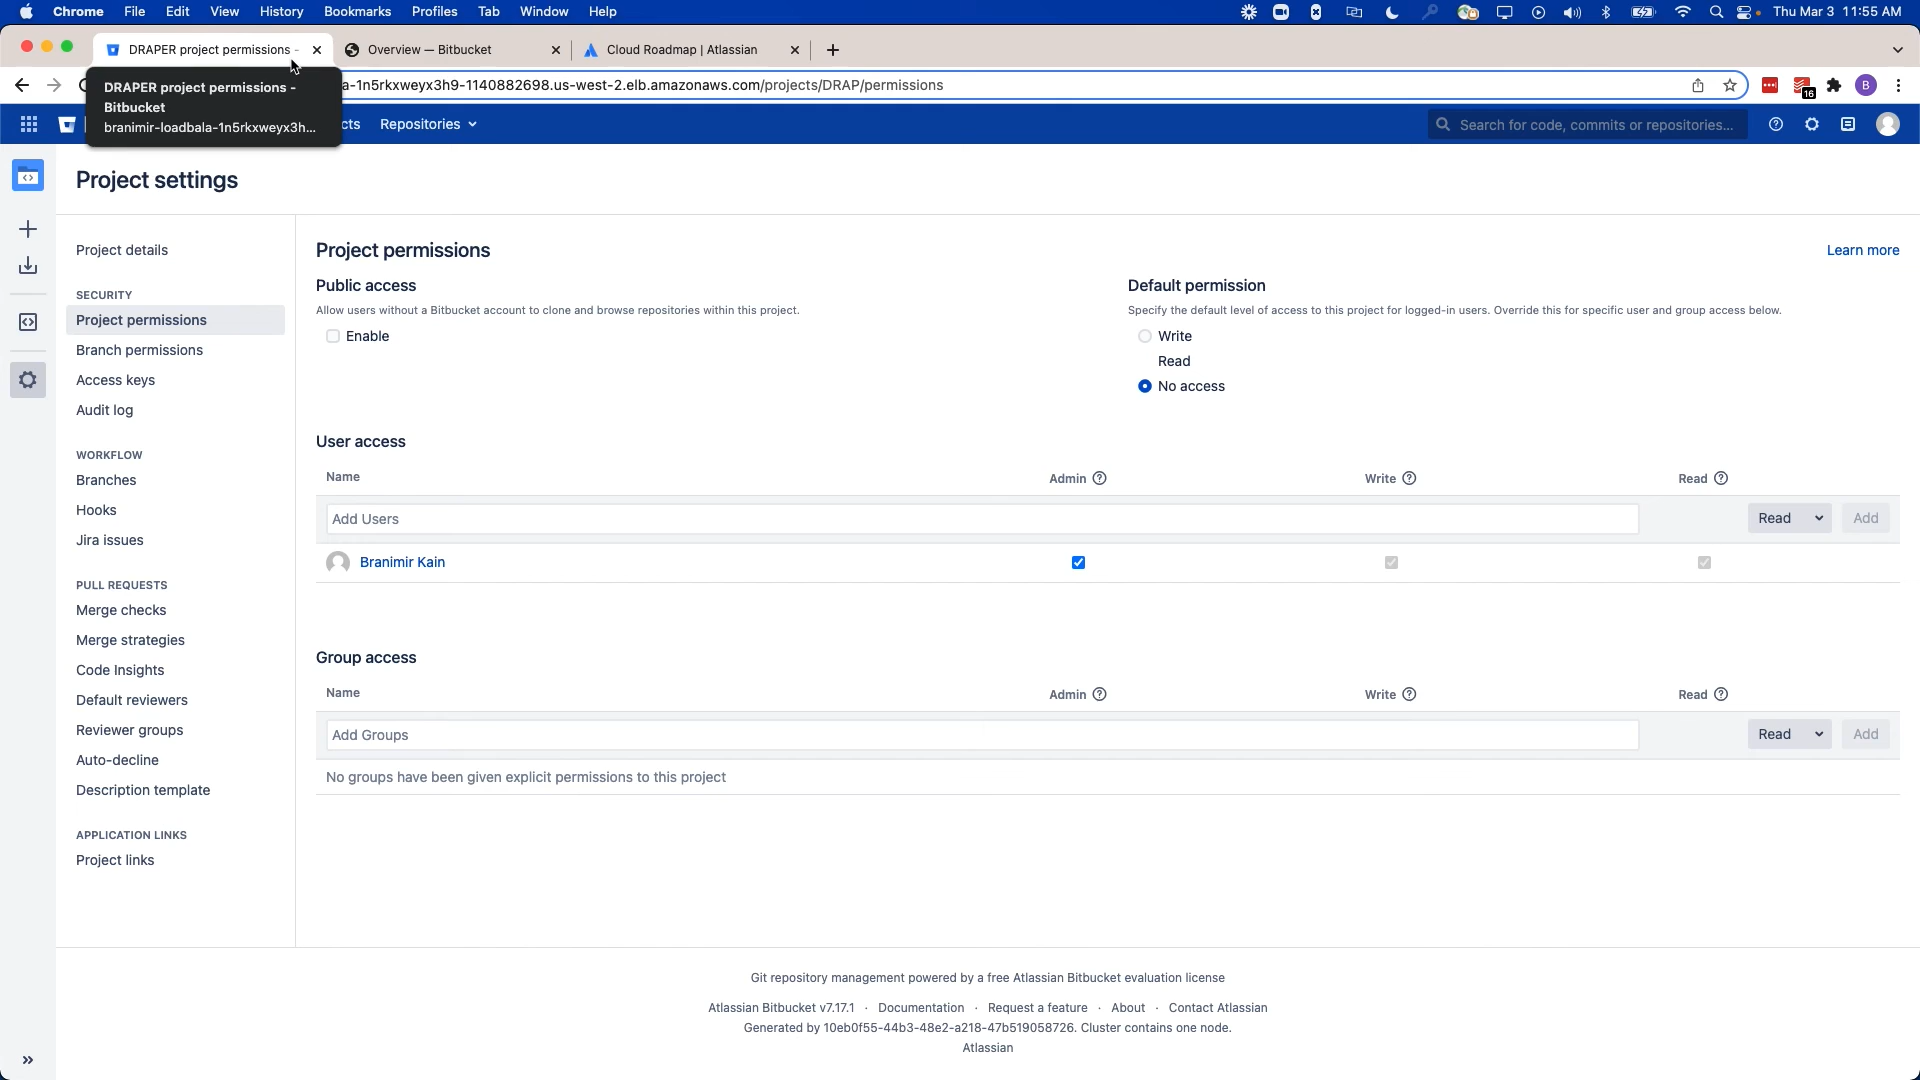 Chrome File Edit View History Bookmarks Profiles Tab Window Help Thu Mar 3 11:55 AM
DRAPER project permissions - Overview — Bitbucket Cloud Roadmap | Atlassian
a-1n5rkxweyx3h9-1140882698.us-west-2.elb.amazonaws.com/projects/DRAP/permissions 16 B
DRAPER project permissions -
Bitbucket
branimir-loadbala-1n5rkxweyx3h...
cts Repositories Search for code, commits or repositories...
Project settings
Project details
SECURITY
Project permissions
Branch permissions
Access keys
Audit log
WORKFLOW
Branches
Hooks
Jira issues
PULL REQUESTS
Merge checks
Merge strategies
Code Insights
Default reviewers
Reviewer groups
Auto-decline
Description template
APPLICATION LINKS
Project links
Project permissions Learn more
Public access
Allow users without a Bitbucket account to clone and browse repositories within this project.
Enable
Default permission
Specify the default level of access to this project for logged-in users. Override this for specific user and group access below.
Write
Read
No access
User access
Name Admin Write Read
Add Users Read Add
Branimir Kain
Group access
Name Admin Write Read
Add Groups Read Add
No groups have been given explicit permissions to this project
Git repository management powered by a free Atlassian Bitbucket evaluation license
Atlassian Bitbucket v7.17.1 · Documentation · Request a feature · About · Contact Atlassian
Generated by 10eb0f55-44b3-48e2-a218-47b519058726. Cluster contains one node.
Atlassian